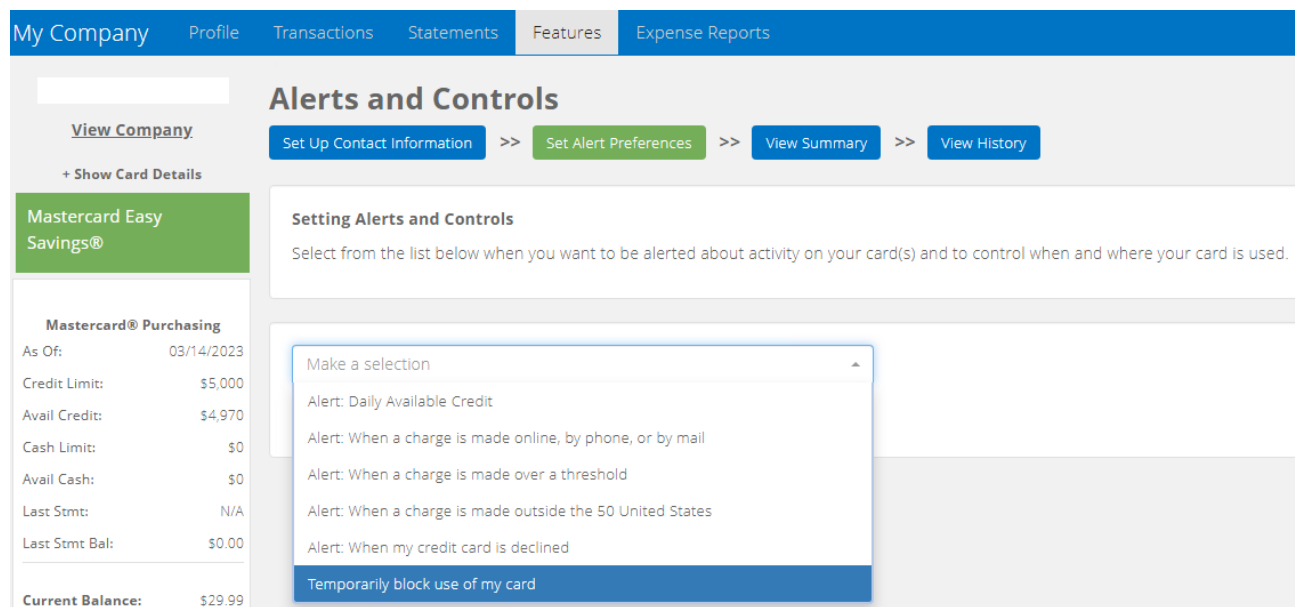 My Company Profile Transactions Statements Features Expense Reports
View Company
+ Show Card Details
Mastercard Easy
Savings®
Mastercard® Purchasing
As Of: 03/14/2023
Credit Limit: $5,000
Avail Credit: $4,970
Cash Limit: $0
Avail Cash: $0
Last Stmt: N/A
Last Stmt Bal: $0.00
Current Balance: $29.99
Alerts and Controls
Set Up Contact Information >> Set Alert Preferences >> View Summary >> View History
Setting Alerts and Controls
Select from the list below when you want to be alerted about activity on your card(s) and to control when and where your card is used.
Make a selection
Alert: Daily Available Credit
Alert: When a charge is made online, by phone, or by mail
Alert: When a charge is made over a threshold
Alert: When a charge is made outside the 50 United States
Alert: When my credit card is declined
Temporarily block use of my card